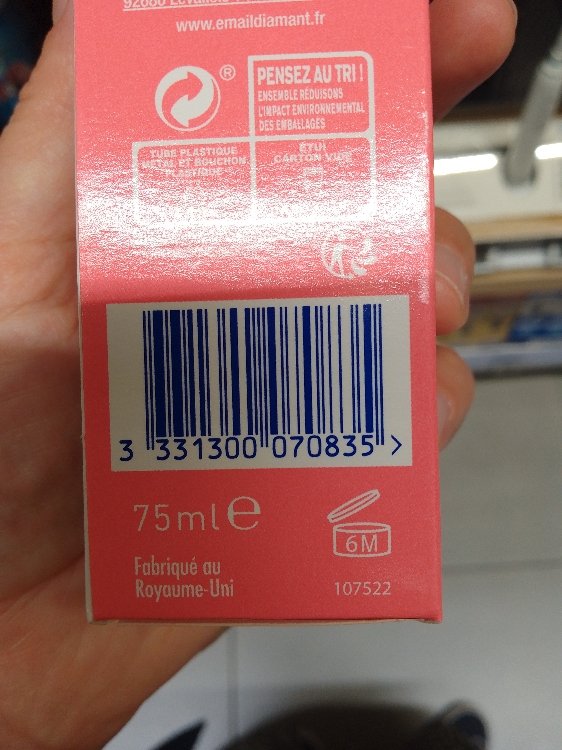 www.emaildiamant.fr
®
PENSEZ AU TRI !
ENSEMBLE RÉDUISONS
L'IMPACT ENVIRONNEMENTAL
DES EMBALLAGES
TUBE PLASTIQUE
MÉTAL ET BOUCHON
PLASTIQUE
ÉTUI
CARTON VIDE
3 331300 070835 >
75ml e
6M
Fabriqué au
Royaume-Uni
107522